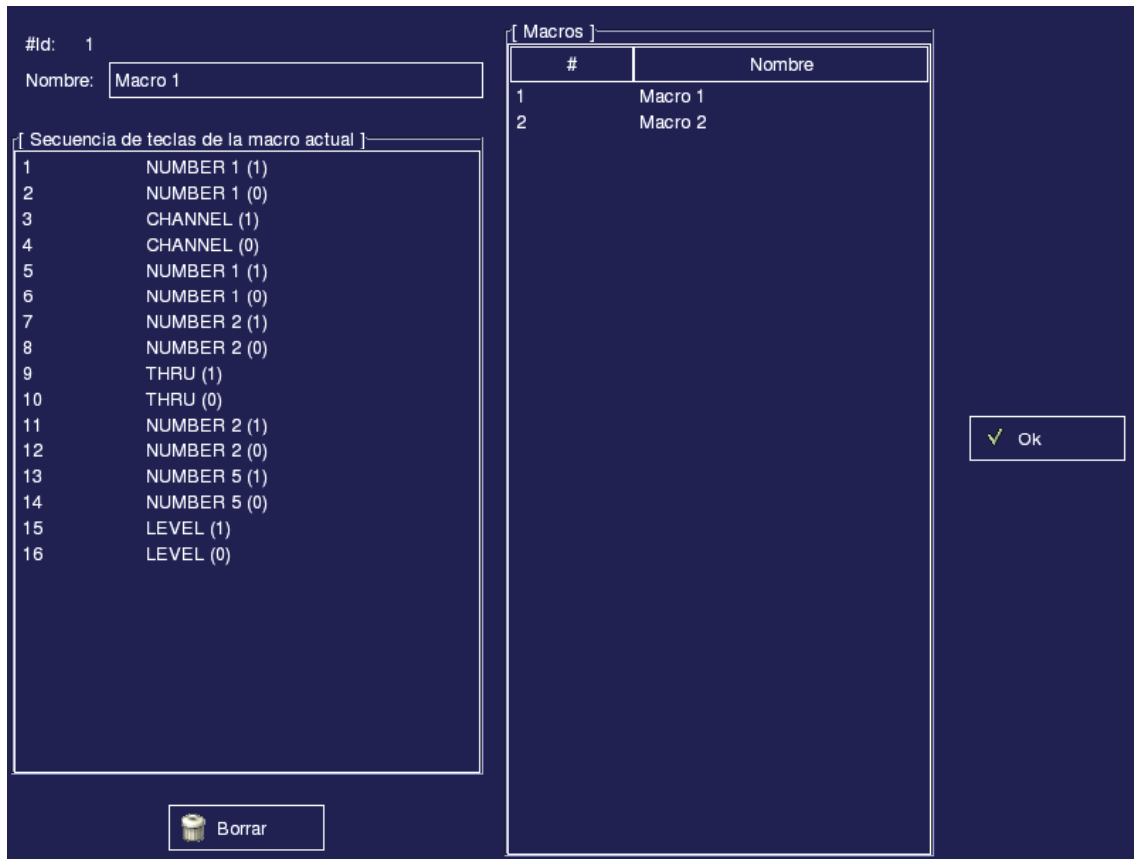 #Id: 1
Nombre: Macro 1
[ Secuencia de teclas de la macro actual ]
1 NUMBER 1 (1)
2 NUMBER 1 (0)
3 CHANNEL (1)
4 CHANNEL (0)
5 NUMBER 1 (1)
6 NUMBER 1 (0)
7 NUMBER 2 (1)
8 NUMBER 2 (0)
9 THRU (1)
10 THRU (0)
11 NUMBER 2 (1)
12 NUMBER 2 (0)
13 NUMBER 5 (1)
14 NUMBER 5 (0)
15 LEVEL (1)
16 LEVEL (0)
Borrar
[ Macros ]
# Nombre
1 Macro 1
2 Macro 2
Ok